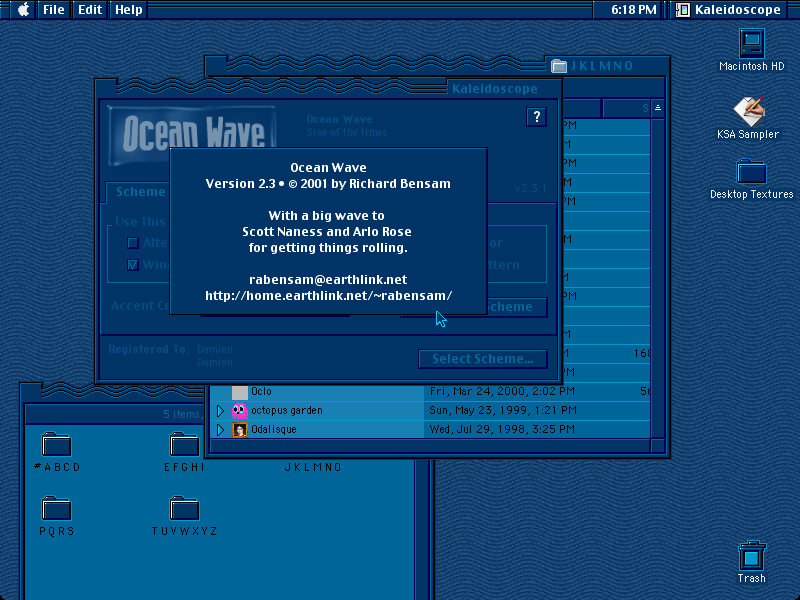 File Edit Help
6:18 PM
Kaleidoscope
Macintosh HD
KSA Sampler
Desktop Textures
JKLMNO
S
Kaleidoscope
Ocean Wave
Ocean Wave
Sine of the times
?
v2.3.1
Scheme
Use This
Alte
Wind
or
ttern
Accent Co
cheme
Ocean Wave
Version 2.3 • © 2001 by Richard Bensam
With a big wave to
Scott Naness and Arlo Rose
for getting things rolling.
rabensam@earthlink.net
http://home.earthlink.net/~rabensam/
Registered To: Damien
Damien
Select Scheme...
PM
M
PM
M
PM
M
PM
M
M 168
PM
Oclo Fri, Mar 24, 2000, 2:02 PM 56
octopus garden Sun, May 23, 1999, 1:21 PM
Odalisque Wed, Jul 29, 1998, 3:25 PM
5 items,
#ABCD
EFGHI
JKLMNO
PQRS
TUYWXYZ
Trash